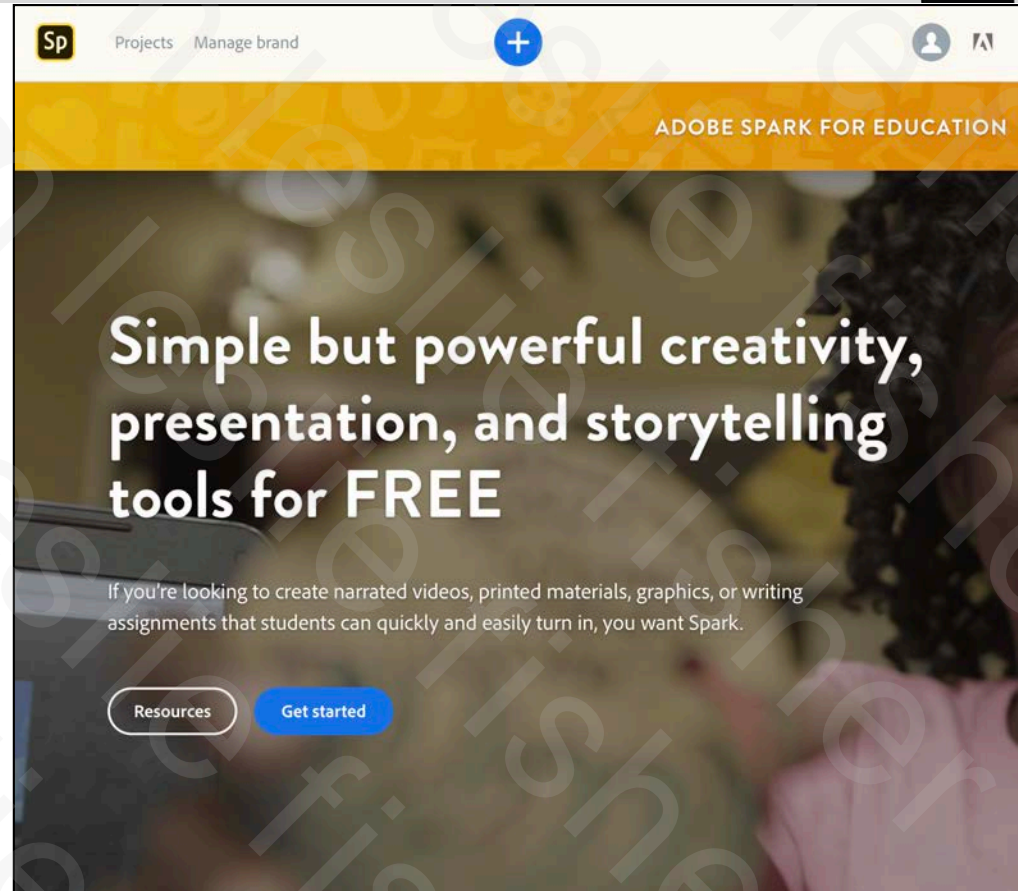 Sp Projects Manage brand +
ADOBE SPARK FOR EDUCATION
Simple but powerful creativity,
presentation, and storytelling
tools for FREE
If you're looking to create narrated videos, printed materials, graphics, or writing
assignments that students can quickly and easily turn in, you want Spark.
Resources Get started
leslie fisher